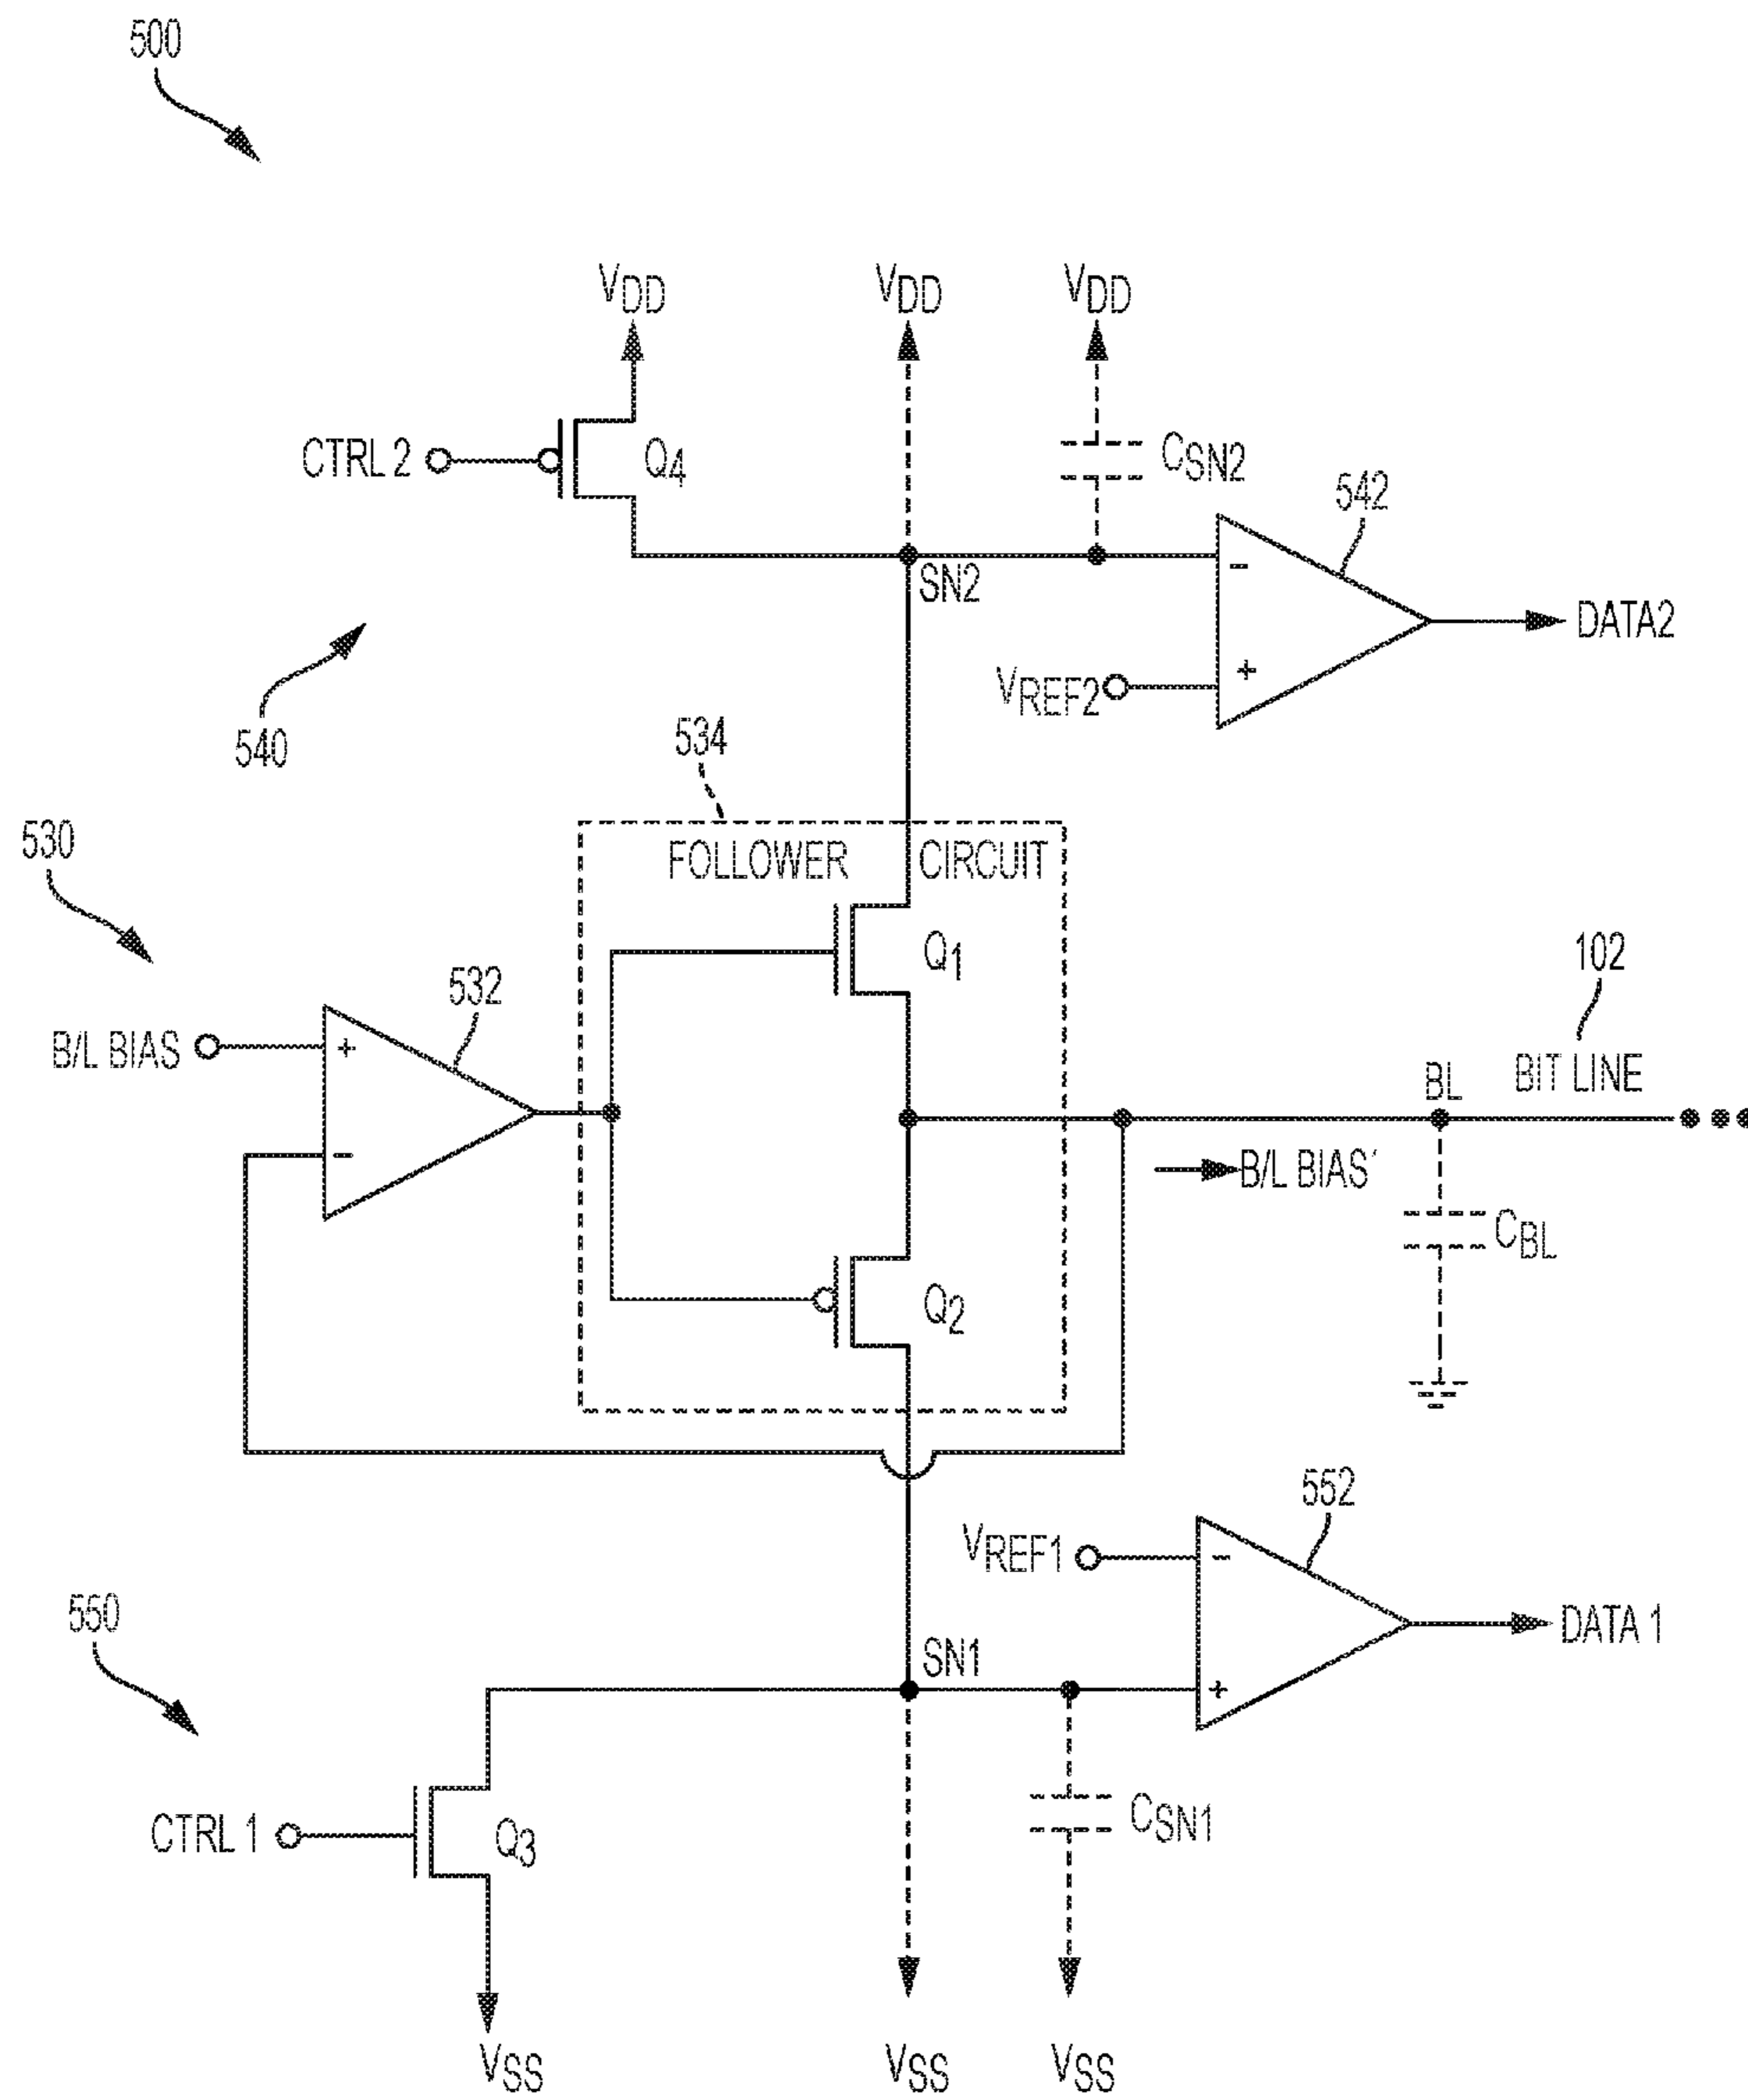 500
VDD VDD VDD
CTRL 2 Q4 CSN2
542
SN2
- 
DATA2
VREF2 +
540
534
530
FOLLOWER CIRCUIT
Q1
102
532
B/L BIAS +
BL BIT LINE
-
B/L BIAS'
CBL
Q2
552
VREF1 -
550
DATA 1
SN1
+
CTRL 1 Q3 CSN1
VSS VSS VSS